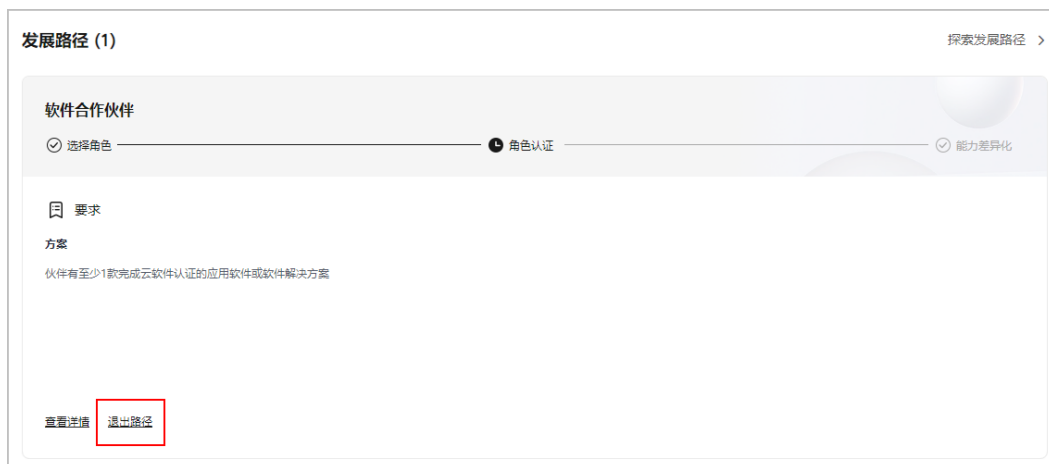 发展路径 (1)
探索发展路径
软件合作伙伴
选择角色
角色认证
能力差异化
要求
方案
伙伴有至少1款完成云软件认证的应用软件或软件解决方案
查看详情 退出路径